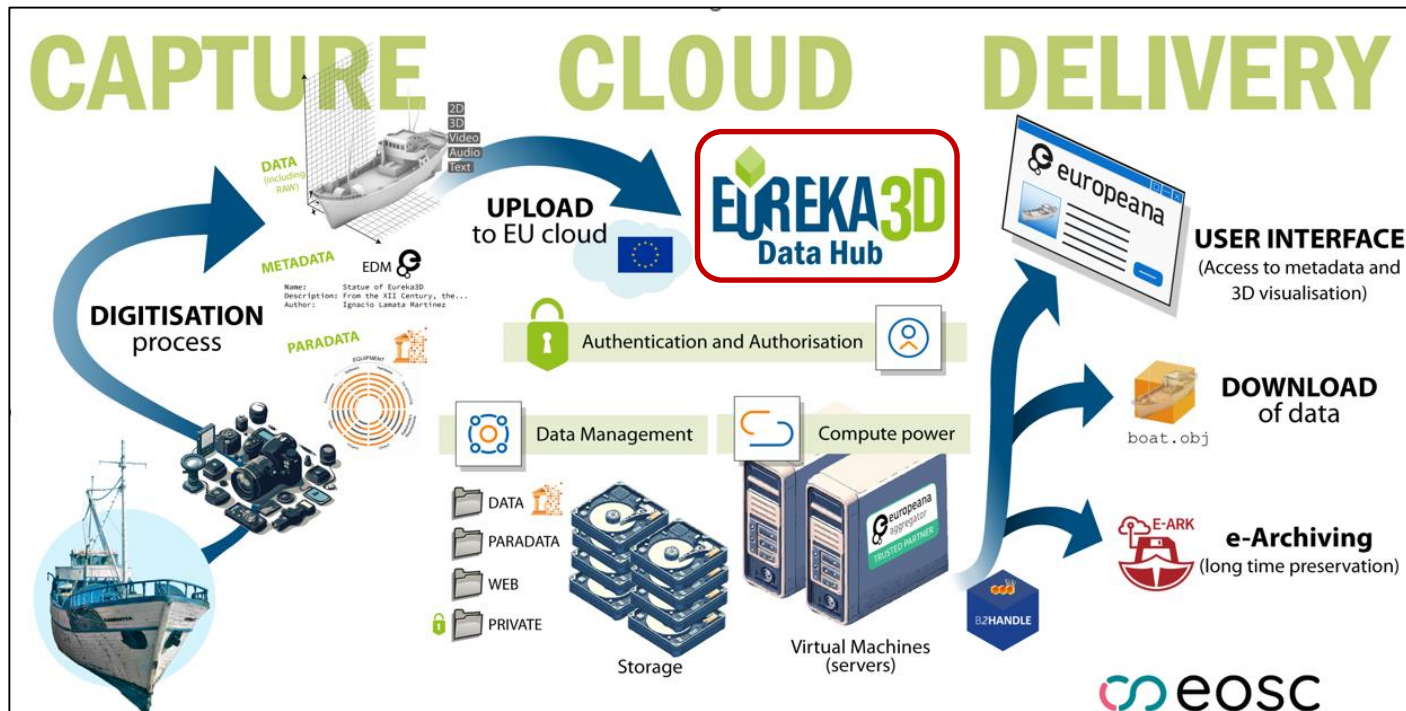 CAPTURE
CLOUD
DELIVERY
2D
3D
Video
Audio
Text
DATA
(including
RAW)
METADATA
EDM
Name: Statue of Eureka3D
Description: From the XII Century, the...
Author: Ignacio Lamata Martinez
PARADATA
EQUIPMENT
DIGITISATION
process
UPLOAD
to EU cloud
EUREKA3D
Data Hub
Authentication and Authorisation
Data Management
Compute power
DATA
PARADATA
WEB
PRIVATE
Storage
europeana
aggregator
TRUSTED PARTNER
Virtual Machines
(servers)
B2HANDLE
europeana
USER INTERFACE
(Access to metadata and
3D visualisation)
DOWNLOAD
of data
boat.obj
E-ARK
e-Archiving
(long time preservation)
eosc